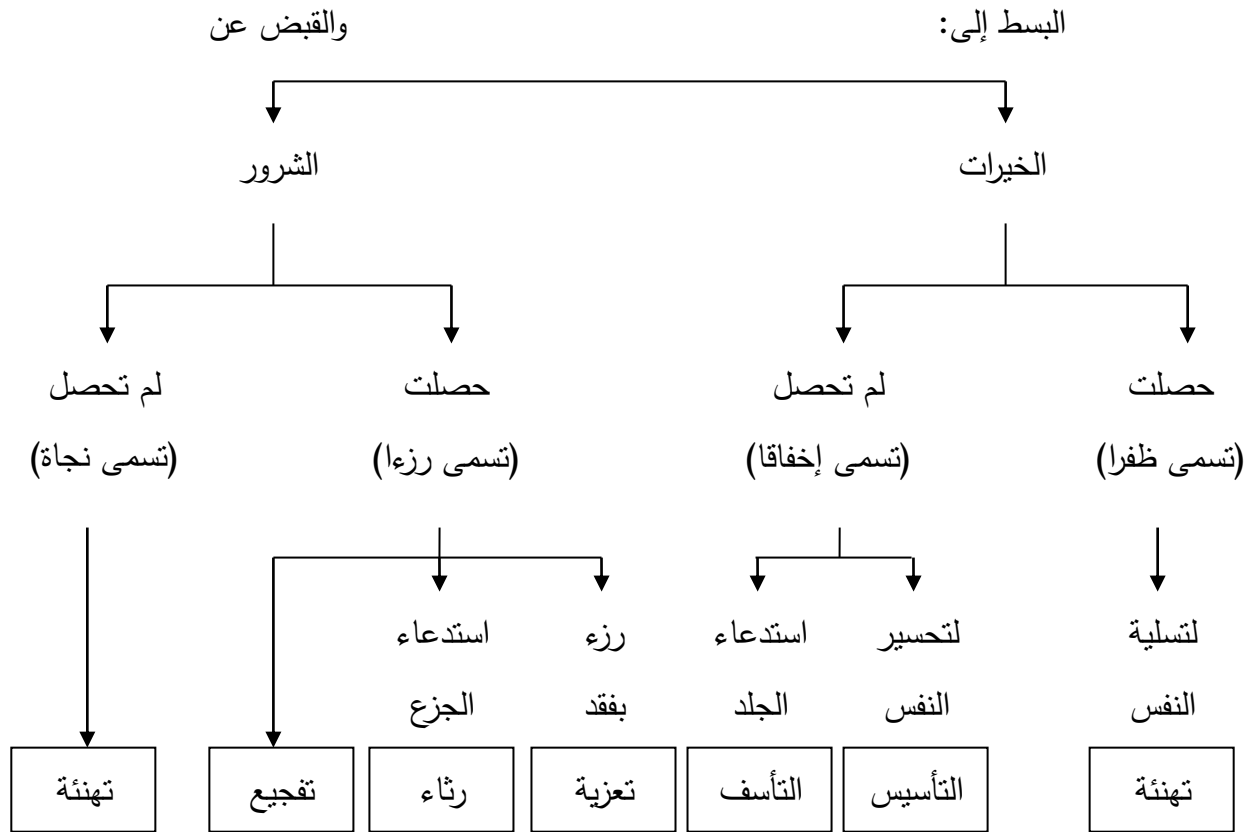 البسط إلى: والقبض عن
الخيرات الشرور
حصلت لم تحصل حصلت لم تحصل
(تسمى ظفرا) (تسمى إخفاقا) (تسمى رزءا) (تسمى نجاة)
لتسلية لتحسير استدعاء رزء استدعاء
النفس النفس الجلد بفقد الجزع
تهنئة التأسيس التأسف تعزية رثاء تفجيع تهنئة